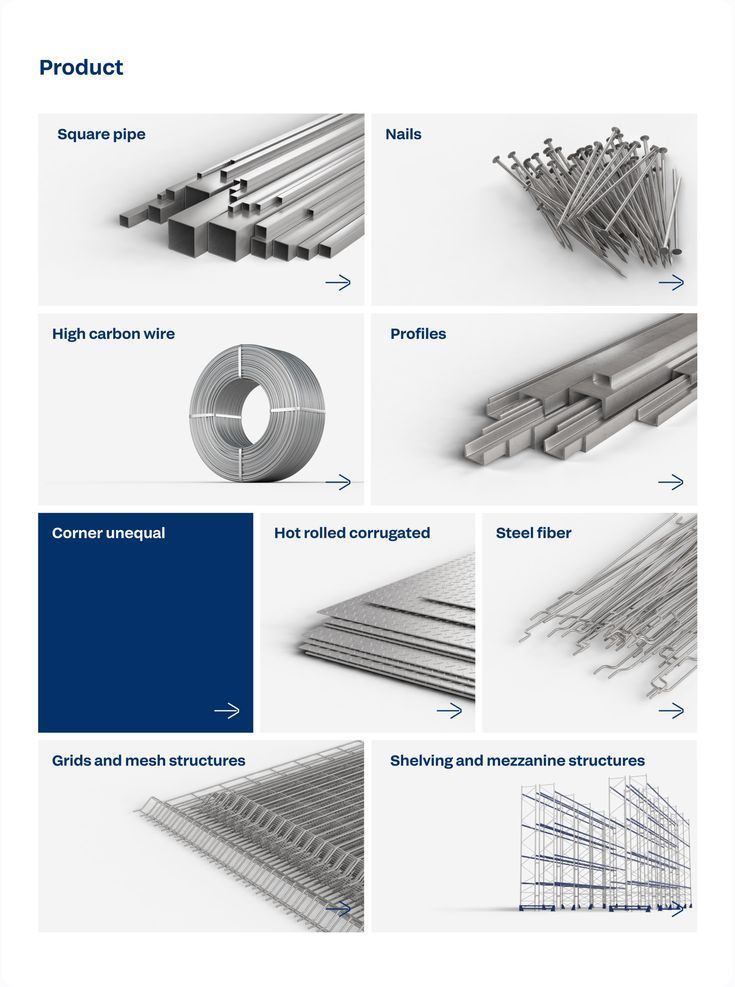 Product
Square pipe
Nails
High carbon wire
Profiles
Corner unequal
Hot rolled corrugated
Steel fiber
Grids and mesh structures
Shelving and mezzanine structures